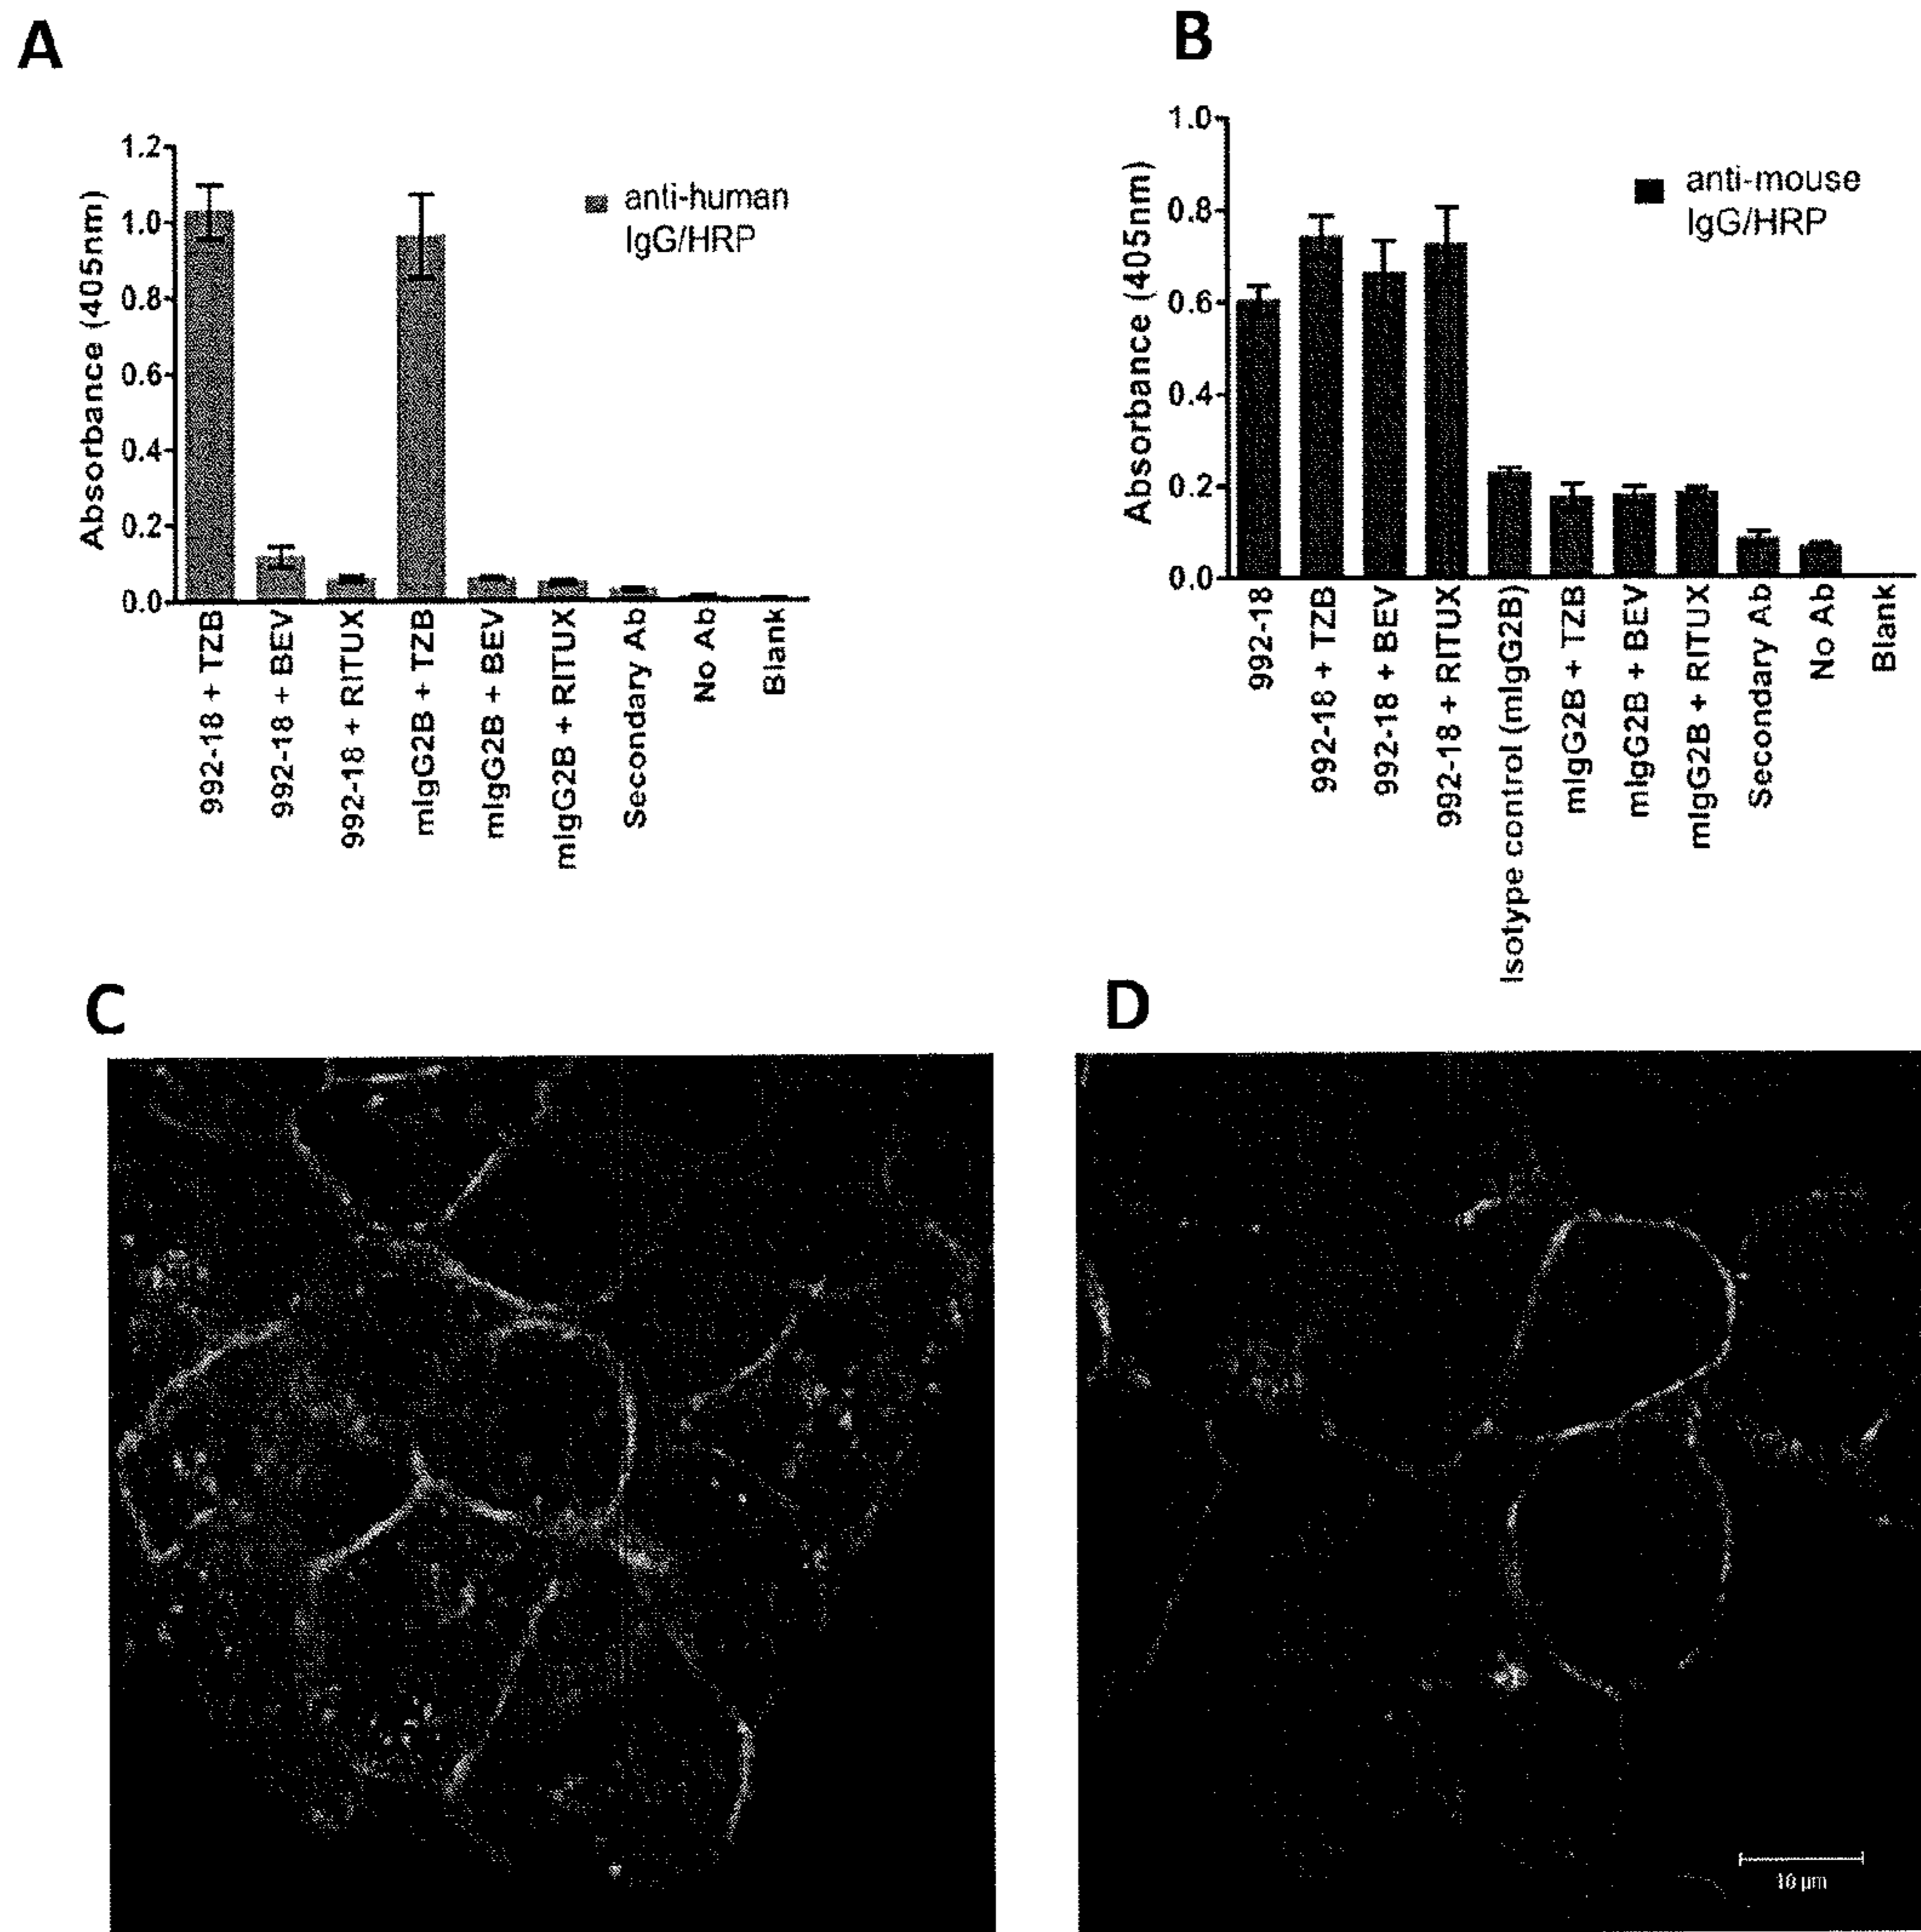 A
Absorbance (405nm)
1.2
1.0
0.8
0.6
0.4
0.2
0.0
anti-human
IgG/HRP
992-18 + TZB
992-18 + BEV
992-18 + RITUX
mIgG2B + TZB
mIgG2B + BEV
mIgG2B + RITUX
Secondary Ab
No Ab
Blank
B
Absorbance (405nm)
1.0
0.8
0.6
0.4
0.2
0.0
anti-mouse
IgG/HRP
992-18
992-18 + TZB
992-18 + BEV
992-18 + RITUX
Isotype control (mIgG2B)
mIgG2B + TZB
mIgG2B + BEV
mIgG2B + RITUX
Secondary Ab
No Ab
Blank
C
D
10 µm